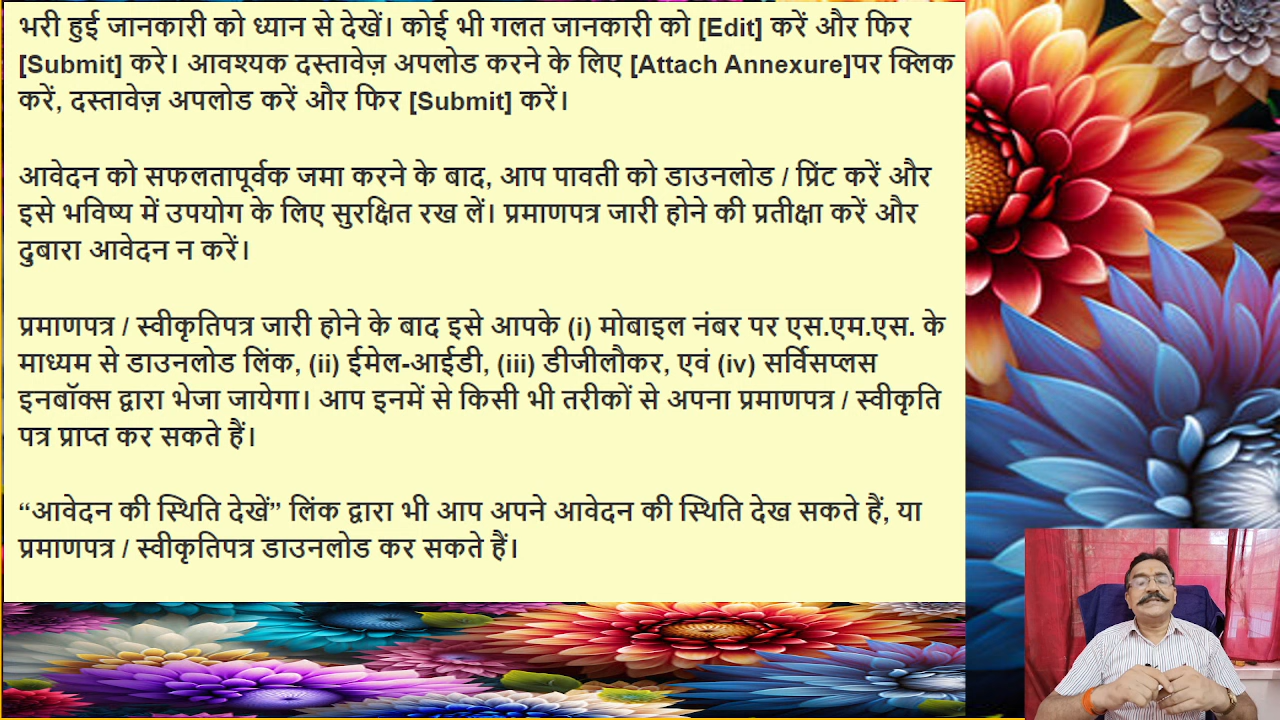 भरी हुई जानकारी को ध्यान से देखें। कोई भी गलत जानकारी को [Edit] करें और फिर
[Submit] करे। आवश्यक दस्तावेज़ अपलोड करने के लिए [Attach Annexure]पर क्लिक
करें, दस्तावेज़ अपलोड करें और फिर [Submit] करें।
आवेदन को सफलतापूर्वक जमा करने के बाद, आप पावती को डाउनलोड / प्रिंट करें और
इसे भविष्य में उपयोग के लिए सुरक्षित रख लें। प्रमाणपत्र जारी होने की प्रतीक्षा करें और
दुबारा आवेदन न करें।
प्रमाणपत्र / स्वीकृतिपत्र जारी होने के बाद इसे आपके (i) मोबाइल नंबर पर एस.एम.एस. के
माध्यम से डाउनलोड लिंक, (ii) ईमेल-आईडी, (iii) डीजीलौकर, एवं (iv) सर्विसप्लस
इनबॉक्स द्वारा भेजा जायेगा। आप इनमें से किसी भी तरीकों से अपना प्रमाणपत्र / स्वीकृति
पत्र प्राप्त कर सकते हैं।
“आवेदन की स्थिति देखें” लिंक द्वारा भी आप अपने आवेदन की स्थिति देख सकते हैं, या
प्रमाणपत्र / स्वीकृतिपत्र डाउनलोड कर सकते हैं।